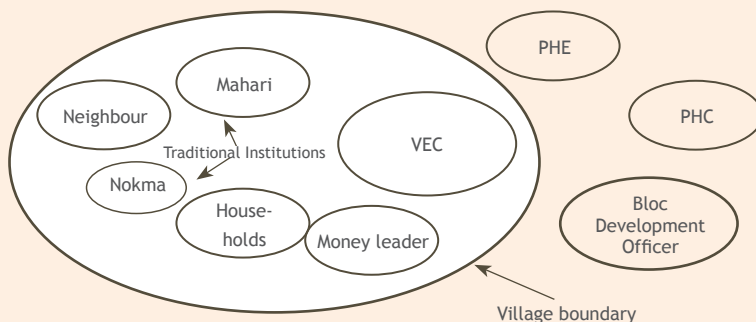 PHE
Mahari
PHC
Neighbour
VEC
Traditional Institutions
Nokma
House-
holds
Money leader
Bloc
Development
Officer
Village boundary